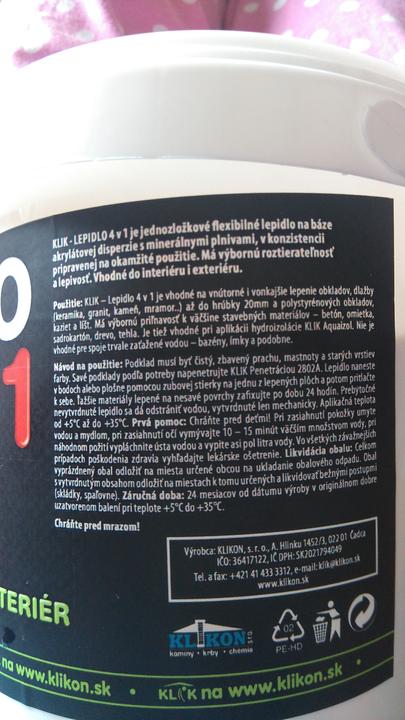 KLIK - LEPIDLO 4 v 1 je jednozložkové flexibilné lepidlo na báze
akrylátovej disperzie s minerálnymi plnivami, v konzistencii
pripravenej na okamžité použitie. Má výbornú roztierateľnosť
a lepivosť. Vhodné do interiéru i exteriéru.
Použitie: KLIK – Lepidlo 4 v 1 je vhodné na vnútorné i vonkajšie lepenie obkladov, dlažby
(keramika, granit, kameň, mramor..) až do hrúbky 20mm a polystyrénových obkladov,
kaziet a líšt. Má výbornú priľnavosť k väčšine stavebných materiálov – betón, omietka,
sadrokartón, drevo, tehla. Je tiež vhodné pri aplikácii hydroizolácie KLIK Aquaizol. Nie je
vhodné pre spoje trvale zaťažené vodou – bazény, ímky a podobne.
Návod na použitie: Podklad musí byť čistý, zbavený prachu, mastnoty a starých vrstiev
farby. Savé podklady podľa potreby napenetrujte KLIK Penetráciou 2802A. Lepidlo naneste
v bodoch alebo plošne pomocou zubovej stierky na jednu z lepených plôch a potom pritlačte
k sebe. Ťažšie materiály lepené na nesavé povrchy zafixujte po dobu 24 hodín. Prebytočné
nevytvrdnuté lepidlo sa dá odstrániť vodou, vytvrdnuté len mechanicky. Aplikačná teplota
od +5°C až do +35°C. Prvá pomoc: Chráňte pred deťmi! Pri zasiahnutí pokožky umyte
vodou a mydlom, pri zasiahnutí očí vymývajte 10 – 15 minút väčším množstvom vody, pri
náhodnom požití vypláchnite ústa vodou a vypite asi pol litra vody. Vo všetkých závažnejších
prípadoch poškodenia zdravia vyhľadajte lekárske ošetrenie. Likvidácia obalu: Celkom
vyprázdnený obal odložiť na miesta určené obcou na ukladanie obalového odpadu. Obal
s vytvrdnutým obsahom odložiť na miestach k tomu určených a likvidovať bežnými postupmi
(skládky, spaľovne). Záručná doba: 24 mesiacov od dátumu výroby v originálnom dobre
uzatvorenom balení pri teplote +5°C do +35°C.
Chráňte pred mrazom!
Výrobca: KLIKON, s. r. o., A. Hlinku 1452/3, 022 01 Čadca
IČO: 36417122, IČ DPH: SK2021794049
Tel. a fax: +421 41 433 3312, e-mail: klik@klikon.sk
www.klikon.sk
O
1
TERIÉR
KLIKON s.r.o.
kamíny • krby • chemia
02
PE-HD
na www.klikon.sk • KLIK na www.klikon.sk •